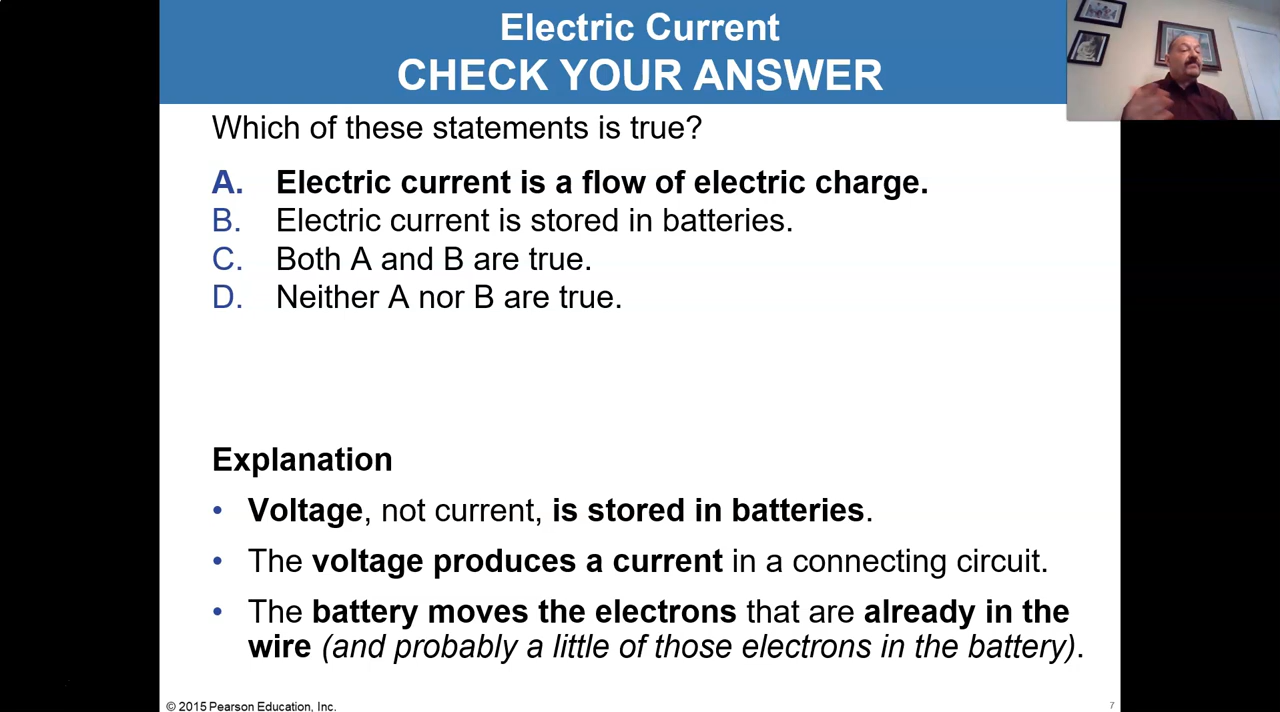 Electric Current
CHECK YOUR ANSWER
Which of these statements is true?
A. Electric current is a flow of electric charge.
B. Electric current is stored in batteries.
C. Both A and B are true.
D. Neither A nor B are true.
Explanation
• Voltage, not current, is stored in batteries.
• The voltage produces a current in a connecting circuit.
• The battery moves the electrons that are already in the
wire (and probably a little of those electrons in the battery).
© 2015 Pearson Education, Inc.
7